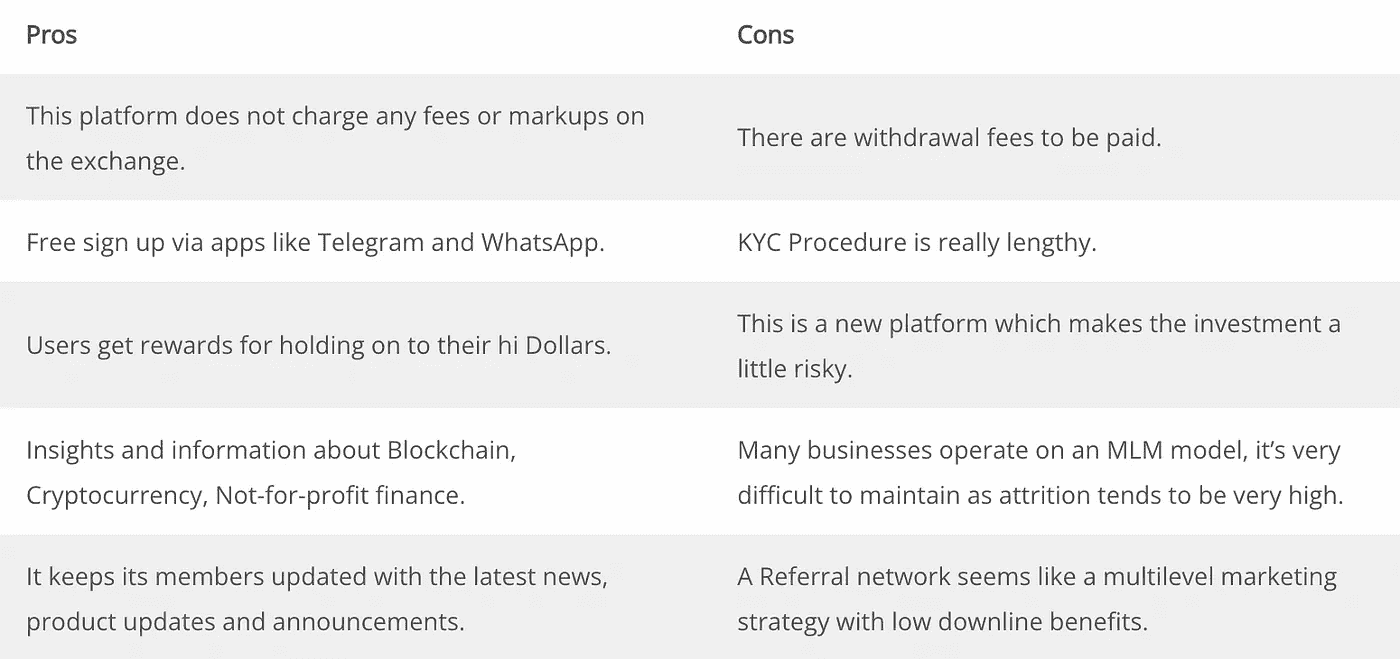 Pros
Cons
This platform does not charge any fees or markups on
the exchange.
There are withdrawal fees to be paid.
Free sign up via apps like Telegram and WhatsApp.
KYC Procedure is really lengthy.
Users get rewards for holding on to their hi Dollars.
This is a new platform which makes the investment a
little risky.
Insights and information about Blockchain,
Cryptocurrency, Not-for-profit finance.
Many businesses operate on an MLM model, it’s very
difficult to maintain as attrition tends to be very high.
It keeps its members updated with the latest news,
product updates and announcements.
A Referral network seems like a multilevel marketing
strategy with low downline benefits.